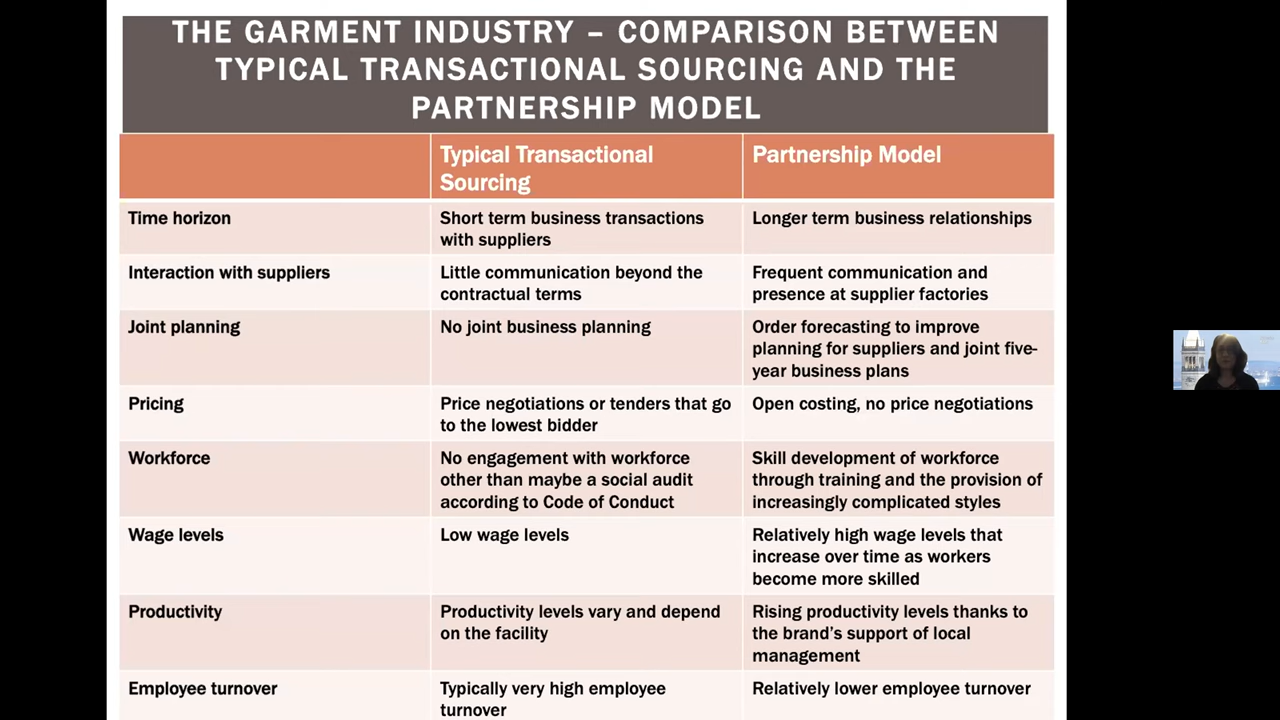 THE GARMENT INDUSTRY – COMPARISON BETWEEN
TYPICAL TRANSACTIONAL SOURCING AND THE
PARTNERSHIP MODEL
Typical Transactional
Sourcing
Partnership Model
Time horizon
Short term business transactions
with suppliers
Longer term business relationships
Interaction with suppliers
Little communication beyond the
contractual terms
Frequent communication and
presence at supplier factories
Joint planning
No joint business planning
Order forecasting to improve
planning for suppliers and joint five-
year business plans
Pricing
Price negotiations or tenders that go
to the lowest bidder
Open costing, no price negotiations
Workforce
No engagement with workforce
other than maybe a social audit
according to Code of Conduct
Skill development of workforce
through training and the provision of
increasingly complicated styles
Wage levels
Low wage levels
Relatively high wage levels that
increase over time as workers
become more skilled
Productivity
Productivity levels vary and depend
on the facility
Rising productivity levels thanks to
the brand's support of local
management
Employee turnover
Typically very high employee
turnover
Relatively lower employee turnover